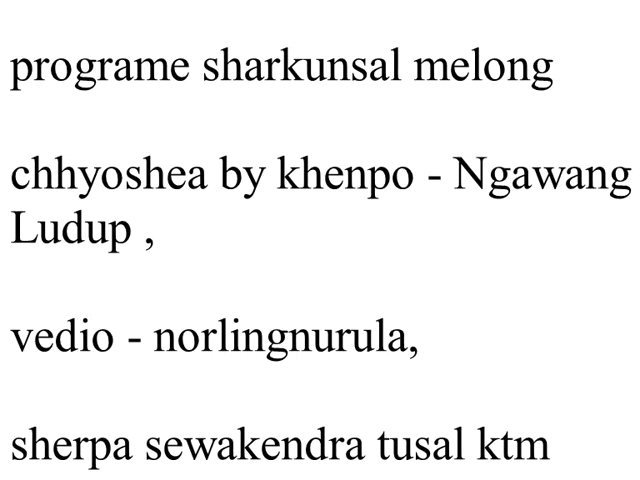 programe sharkunsal melong
chhyoshea by khenpo - Ngawang
Ludup ,
vedio - norlingnurula,
sherpa sewakendra tusal ktm